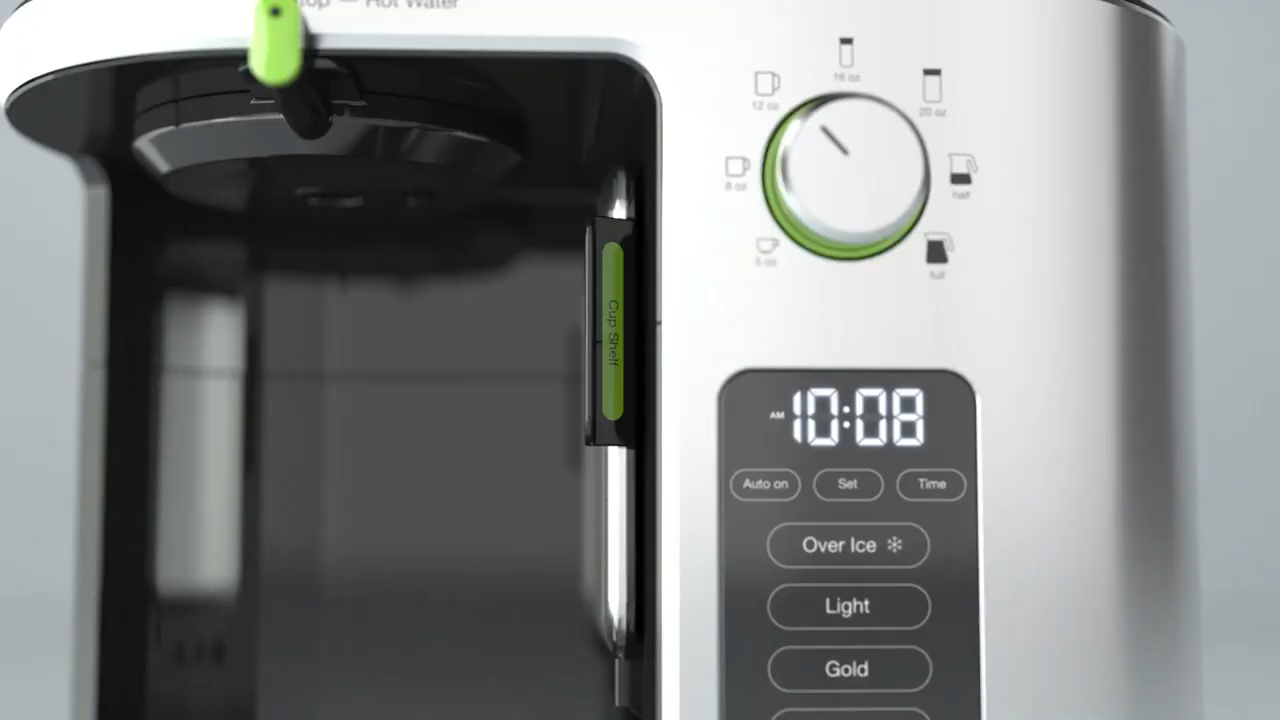 Hot Water
16 oz
12 oz
20 oz
8 oz
half
5 oz
full
Cup Shelf
AM 10:08
Auto on Set Time
Over Ice
Light
Gold